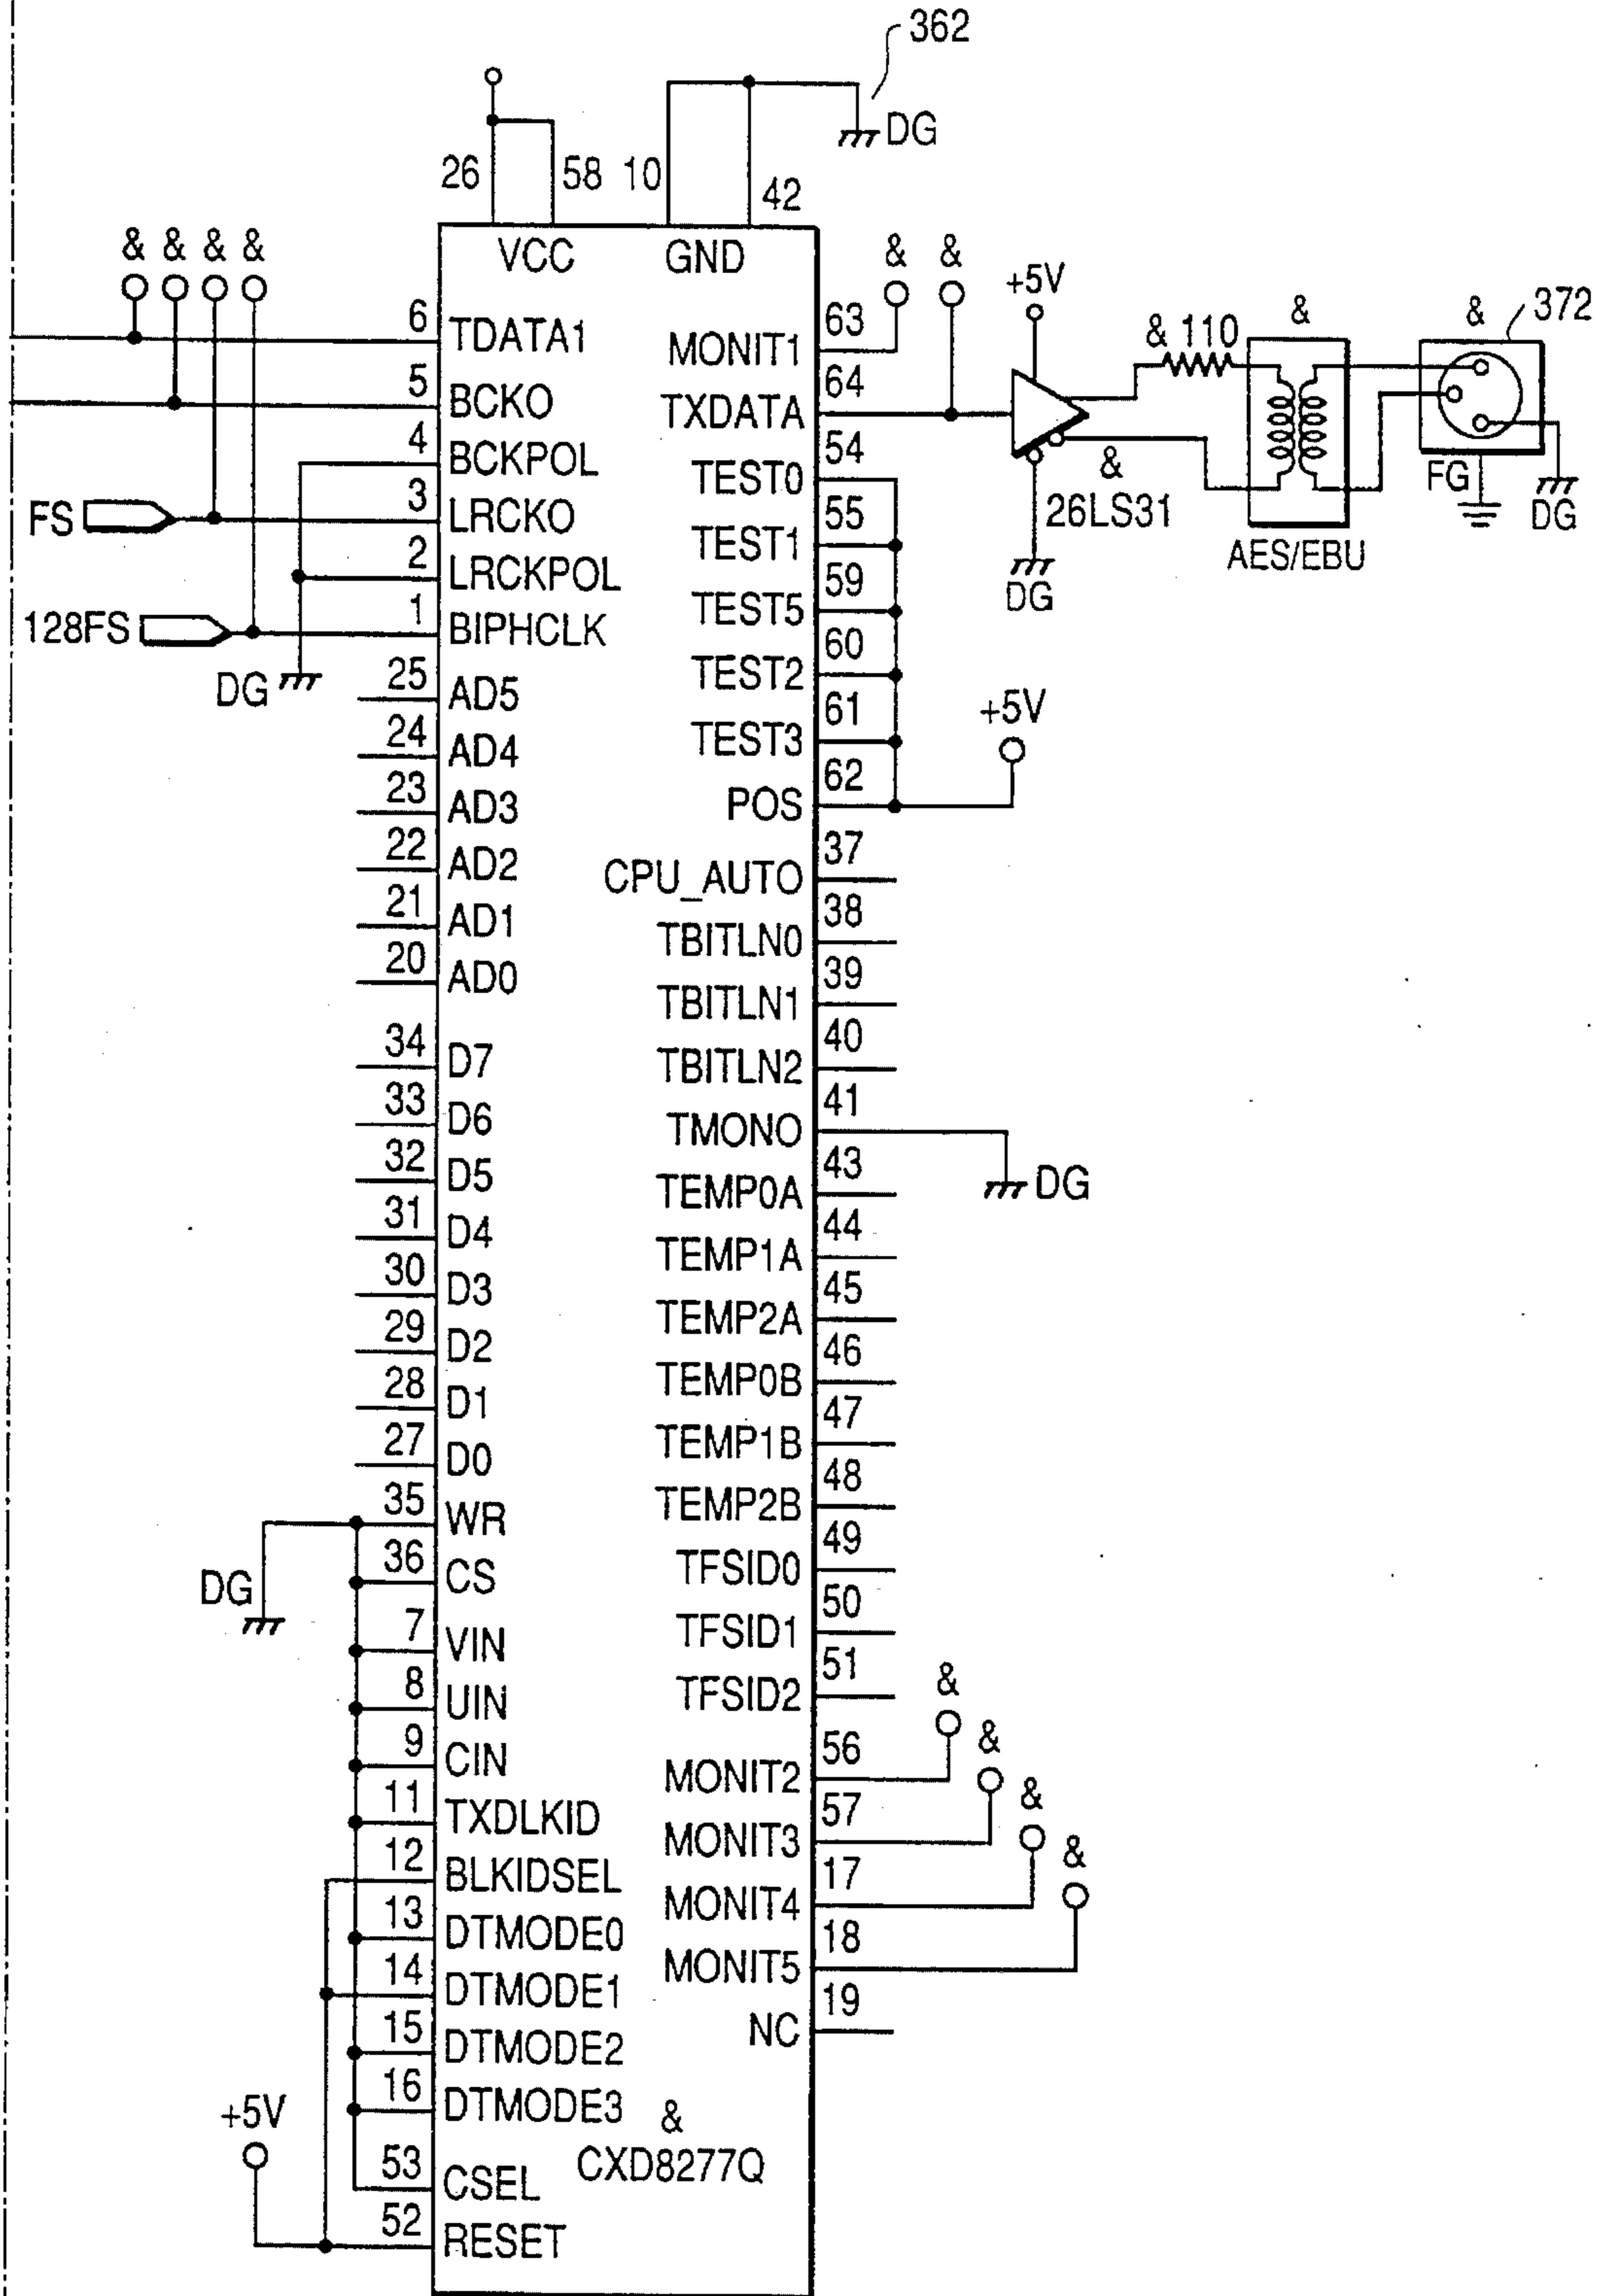 362
DG
26
58
10
42
& & & &
VCC
GND
& &
+5V
& 110
&
&
372
6
TDATA1
5
BCKO
4
BCKPOL
3
LRCKO
FS
2
LRCKPOL
1
BIPHCLK
128FS
DG
25
AD5
24
AD4
23
AD3
22
AD2
21
AD1
20
AD0
34
D7
33
D6
32
D5
31
D4
30
D3
29
D2
28
D1
27
D0
35
WR
36
CS
DG
7
VIN
8
UIN
9
CIN
11
TXDLKID
12
BLKIDSEL
13
DTMODE0
14
DTMODE1
15
DTMODE2
16
DTMODE3
+5V
53
CSEL
52
RESET
63
MONIT1
64
TXDATA
54
TEST0
55
TEST1
59
TEST5
60
TEST2
61
TEST3
62
POS
+5V
37
CPU_AUTO
38
TBITLN0
39
TBITLN1
40
TBITLN2
41
TMONO
DG
43
TEMP0A
44
TEMP1A
45
TEMP2A
46
TEMP0B
47
TEMP1B
48
TEMP2B
49
TFSID0
50
TFSID1
51
TFSID2
56
MONIT2
&
57
MONIT3
&
17
MONIT4
&
18
MONIT5
&
19
NC
&
CXD8277Q
&
26LS31
DG
AES/EBU
FG
DG